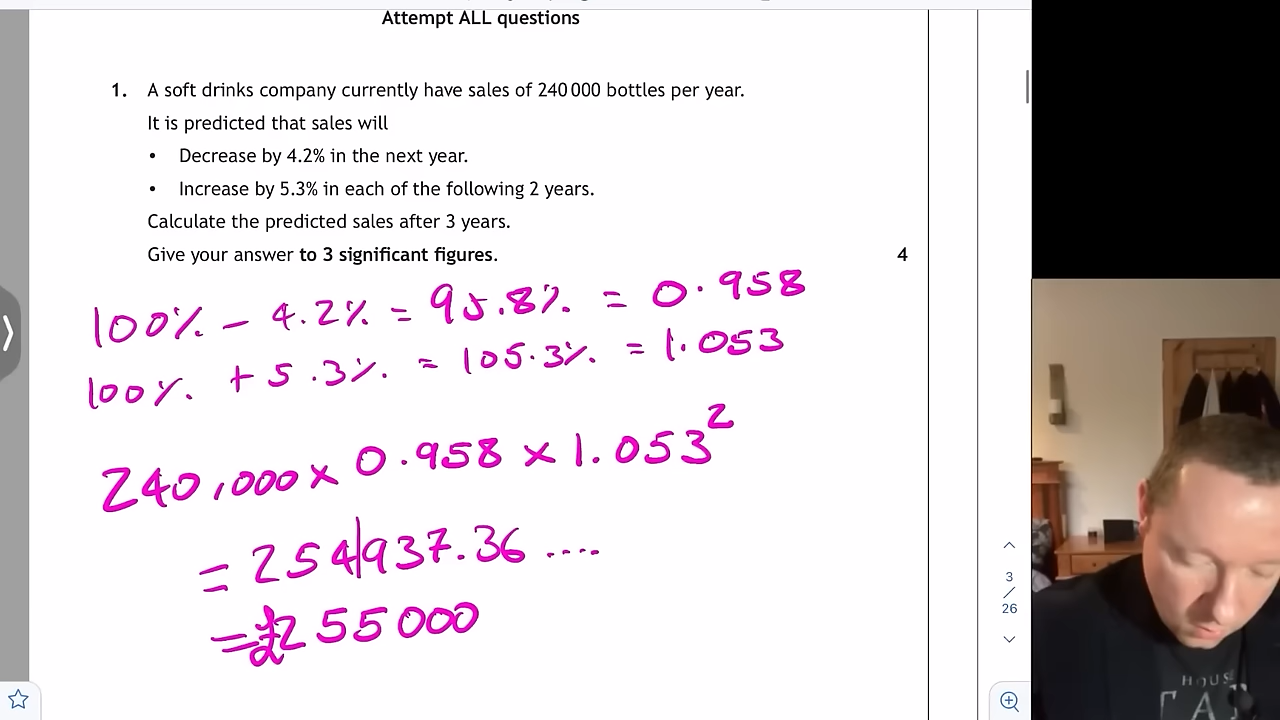 Attempt ALL questions
1. A soft drinks company currently have sales of 240 000 bottles per year.
It is predicted that sales will
• Decrease by 4.2% in the next year.
• Increase by 5.3% in each of the following 2 years.
Calculate the predicted sales after 3 years.
Give your answer to 3 significant figures.
4
100% - 4.2% = 95.8% = 0.958
100% + 5.3% = 105.3% = 1.053
240,000 x 0.958 x 1.053²
= 254|937.36 ....
= £255000
3
/
26
HOUS